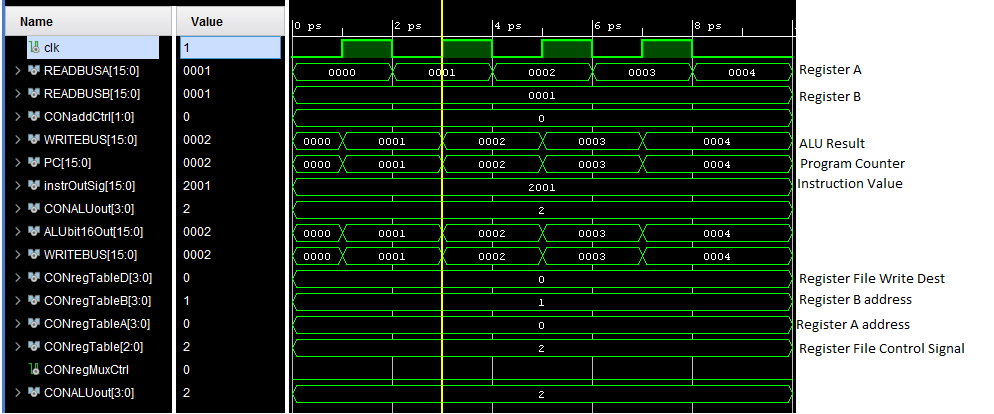 Name Value 0 ps 2 ps 4 ps 6 ps 8 ps
clk 1
READBUSA[15:0] 0001 0000 0001 0002 0003 0004 Register A
READBUSB[15:0] 0001 0001 Register B
CONaddCtrl[1:0] 0 0
WRITEBUS[15:0] 0002 0000 0001 0002 0003 0004 ALU Result
PC[15:0] 0002 0000 0001 0002 0003 0004 Program Counter
instrOutSig[15:0] 2001 2001 Instruction Value
CONALUout[3:0] 2 2
ALUbit16Out[15:0] 0002 0000 0001 0002 0003 0004
WRITEBUS[15:0] 0002 0000 0001 0002 0003 0004
CONregTableD[3:0] 0 0 Register File Write Dest
CONregTableB[3:0] 1 1 Register B address
CONregTableA[3:0] 0 0 Register A address
CONregTable[2:0] 2 2 Register File Control Signal
CONregMuxCtrl 0
CONALUout[3:0] 2 2